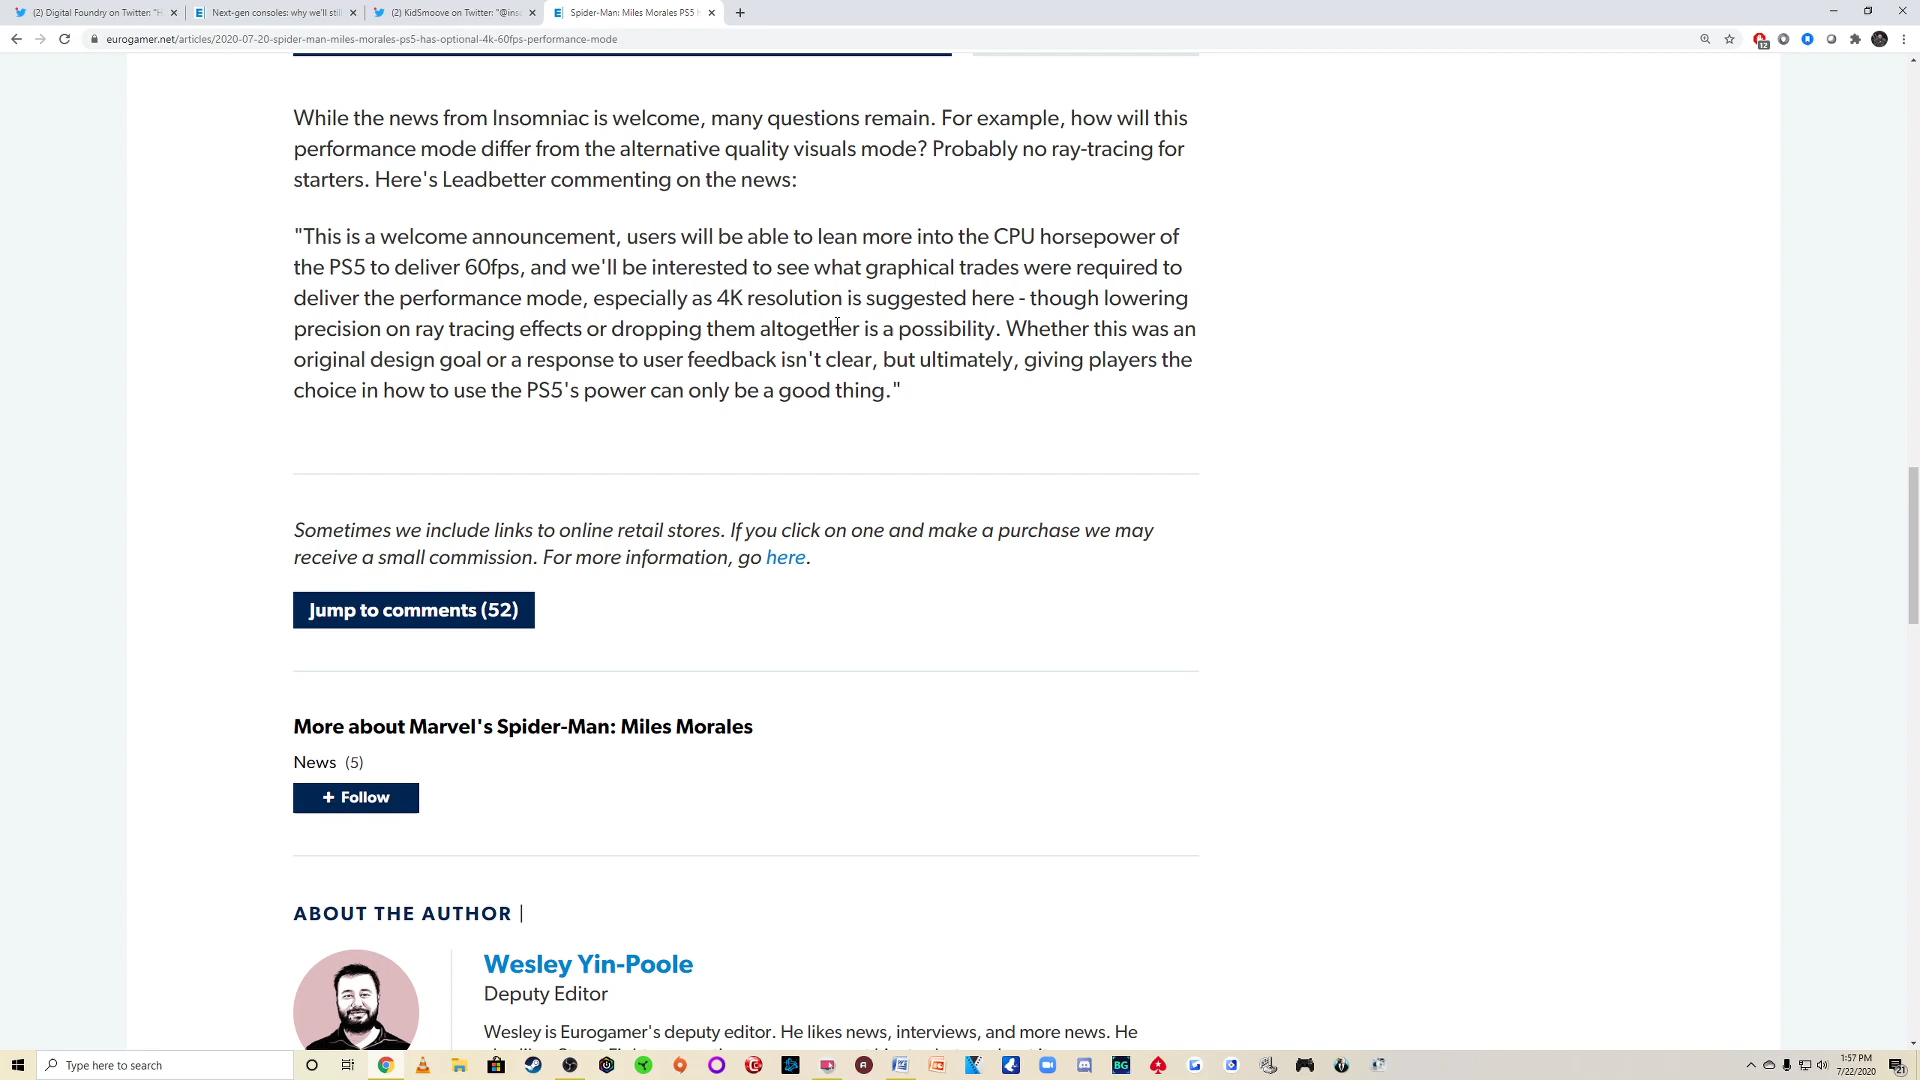 (2) Digital Foundry on Twitter: "H
Next-gen consoles: why we'll still
(2) KidSmoove on Twitter: "@inso
Spider-Man: Miles Morales PS5 h
eurogamer.net/articles/2020-07-20-spider-man-miles-morales-ps5-has-optional-4k-60fps-performance-mode
12
While the news from Insomniac is welcome, many questions remain. For example, how will this
performance mode differ from the alternative quality visuals mode? Probably no ray-tracing for
starters. Here's Leadbetter commenting on the news:
"This is a welcome announcement, users will be able to lean more into the CPU horsepower of
the PS5 to deliver 60fps, and we'll be interested to see what graphical trades were required to
deliver the performance mode, especially as 4K resolution is suggested here - though lowering
precision on ray tracing effects or dropping them altogether is a possibility. Whether this was an
original design goal or a response to user feedback isn't clear, but ultimately, giving players the
choice in how to use the PS5's power can only be a good thing."
Sometimes we include links to online retail stores. If you click on one and make a purchase we may
receive a small commission. For more information, go here.
Jump to comments (52)
More about Marvel's Spider-Man: Miles Morales
News (5)
+ Follow
ABOUT THE AUTHOR |
Wesley Yin-Poole
Deputy Editor
Wesley is Eurogamer's deputy editor. He likes news, interviews, and more news. He
Type here to search
BG
1:57 PM
7/22/2020
21